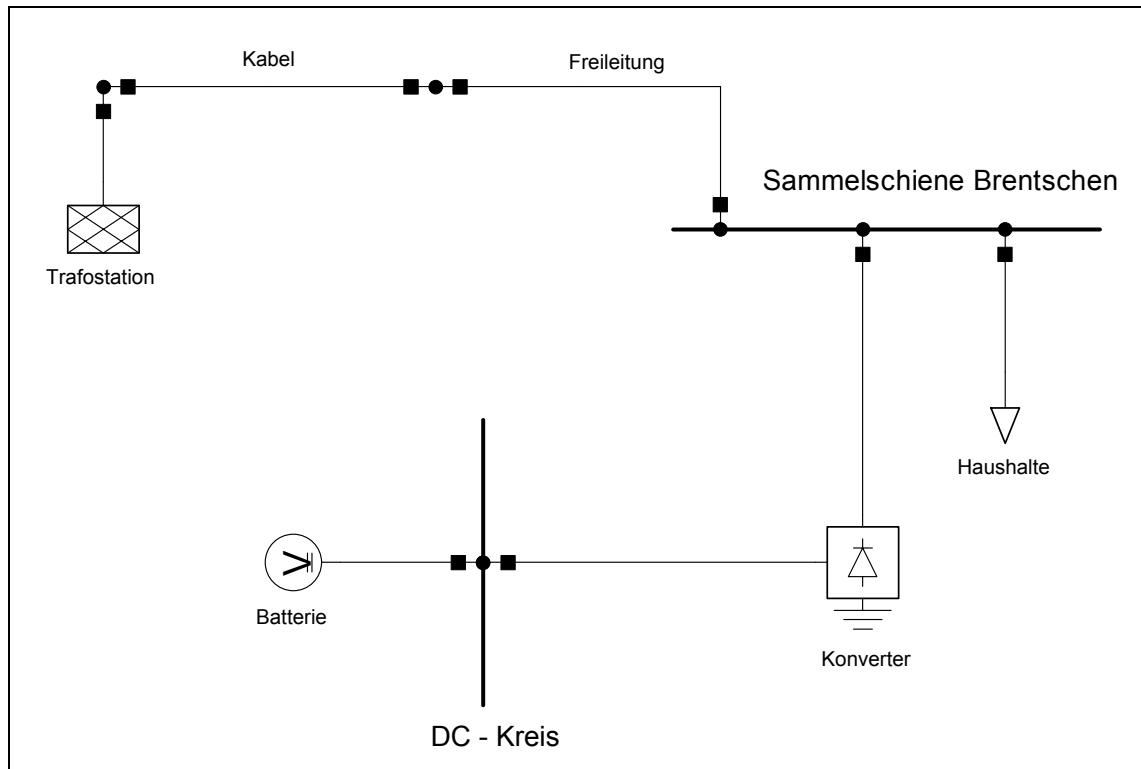 Kabel
Freileitung
Sammelschiene Brentschen
Trafostation
Haushalte
Batterie
Konverter
DC - Kreis